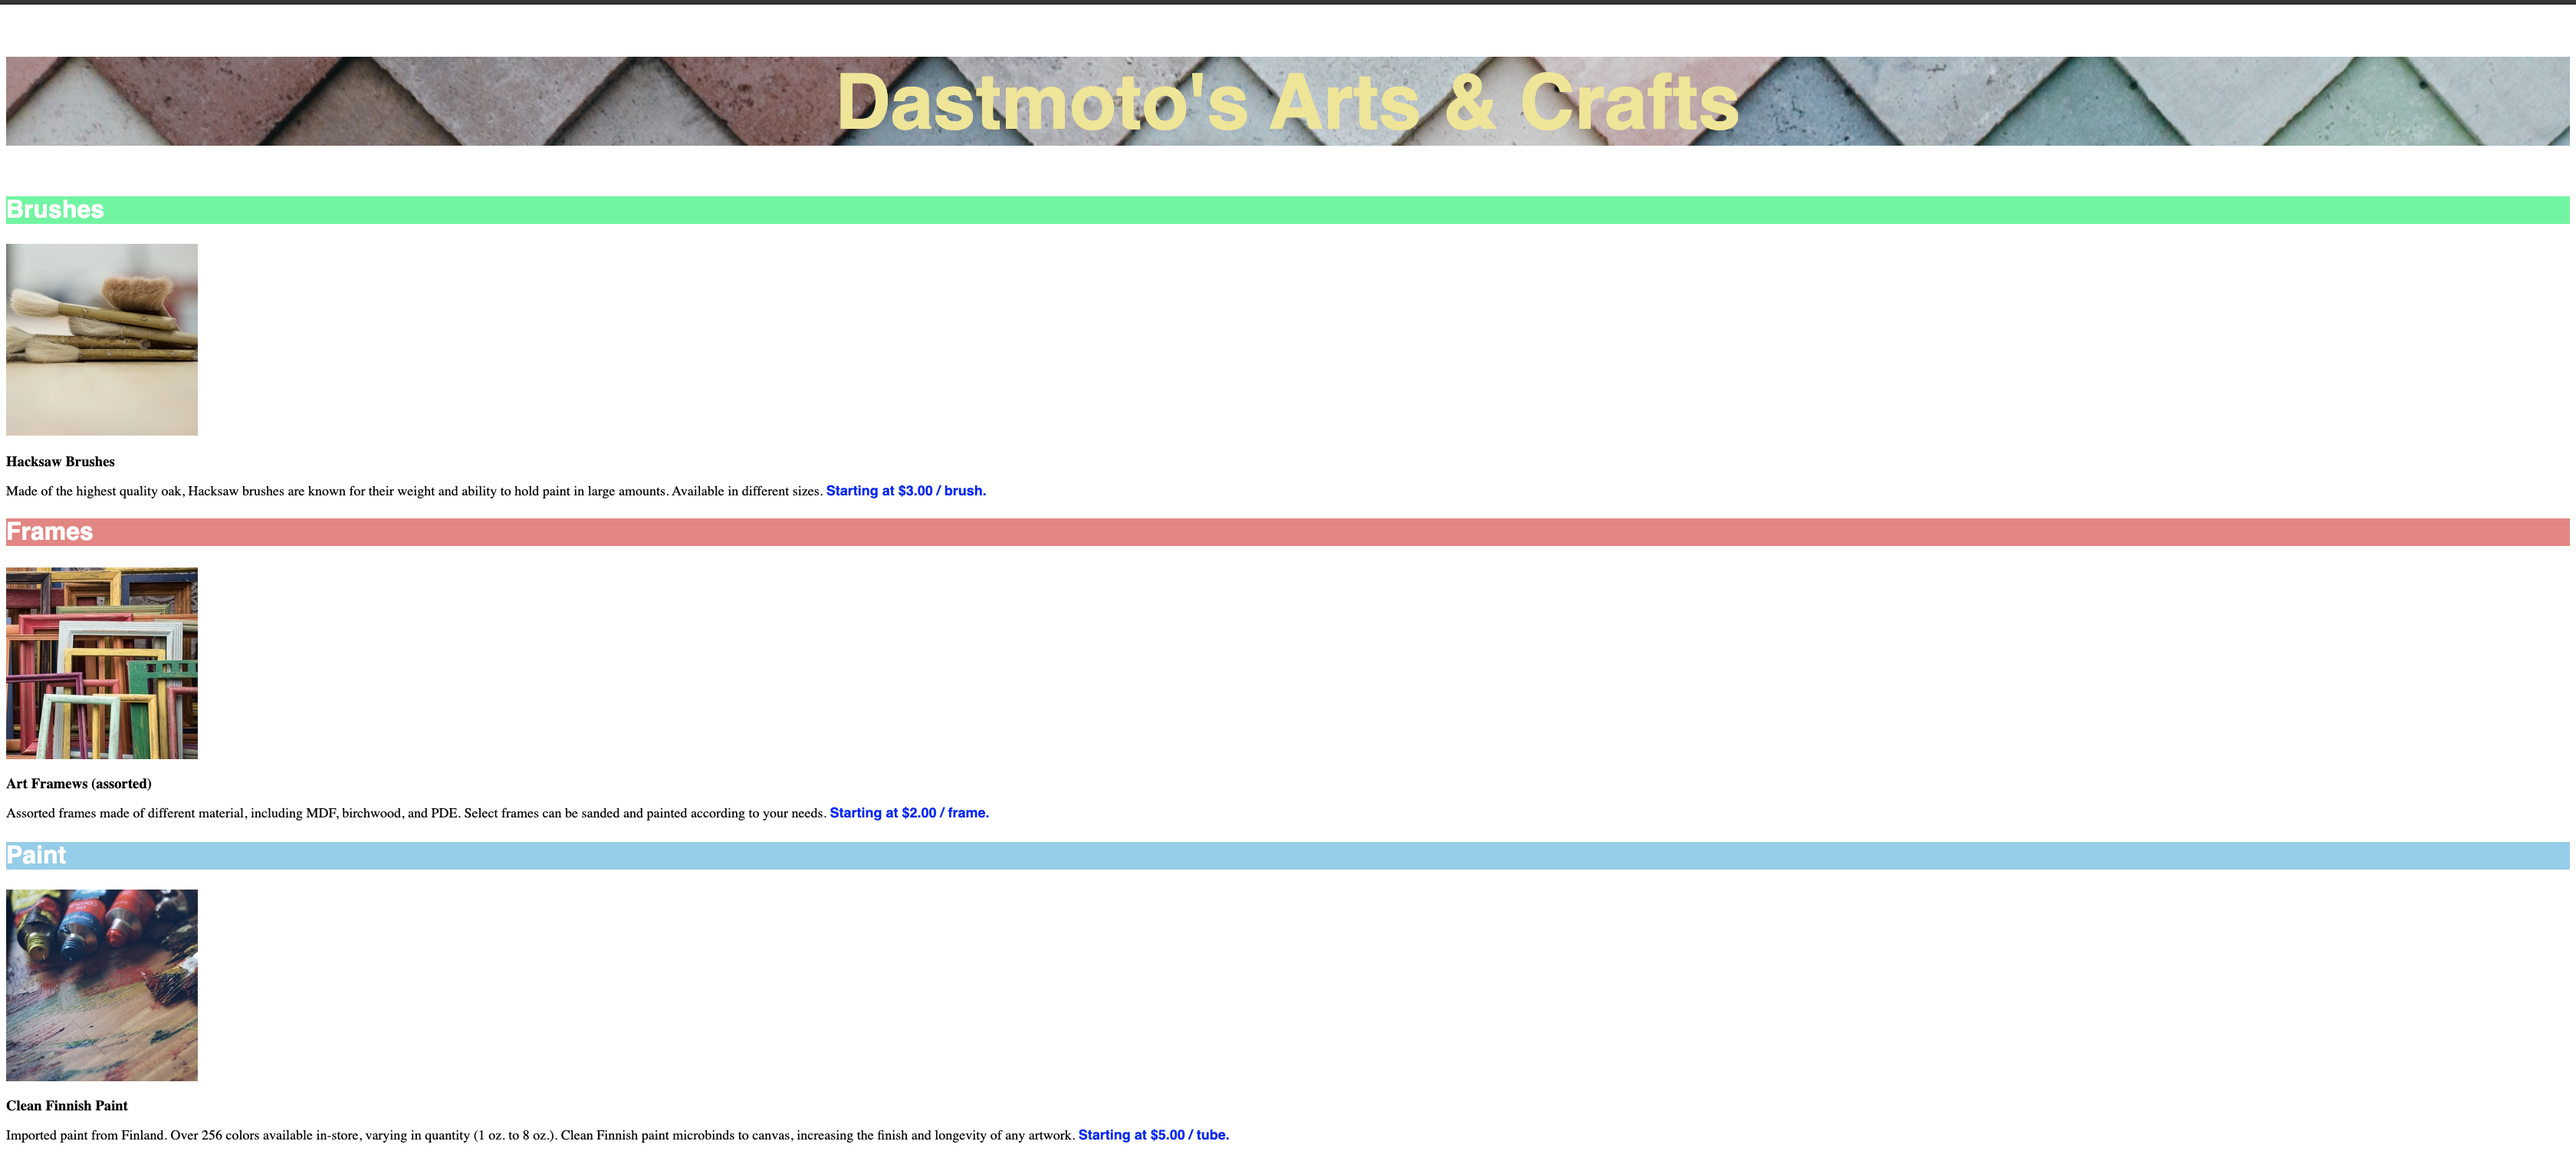 Dastmoto's Arts & Crafts
Brushes
Hacksaw Brushes
Made of the highest quality oak, Hacksaw brushes are known for their weight and ability to hold paint in large amounts. Available in different sizes. Starting at $3.00 / brush.
Frames
Art Framews (assorted)
Assorted frames made of different material, including MDF, birchwood, and PDE. Select frames can be sanded and painted according to your needs. Starting at $2.00 / frame.
Paint
Clean Finnish Paint
Imported paint from Finland. Over 256 colors available in-store, varying in quantity (1 oz. to 8 oz.). Clean Finnish paint microbinds to canvas, increasing the finish and longevity of any artwork. Starting at $5.00 / tube.